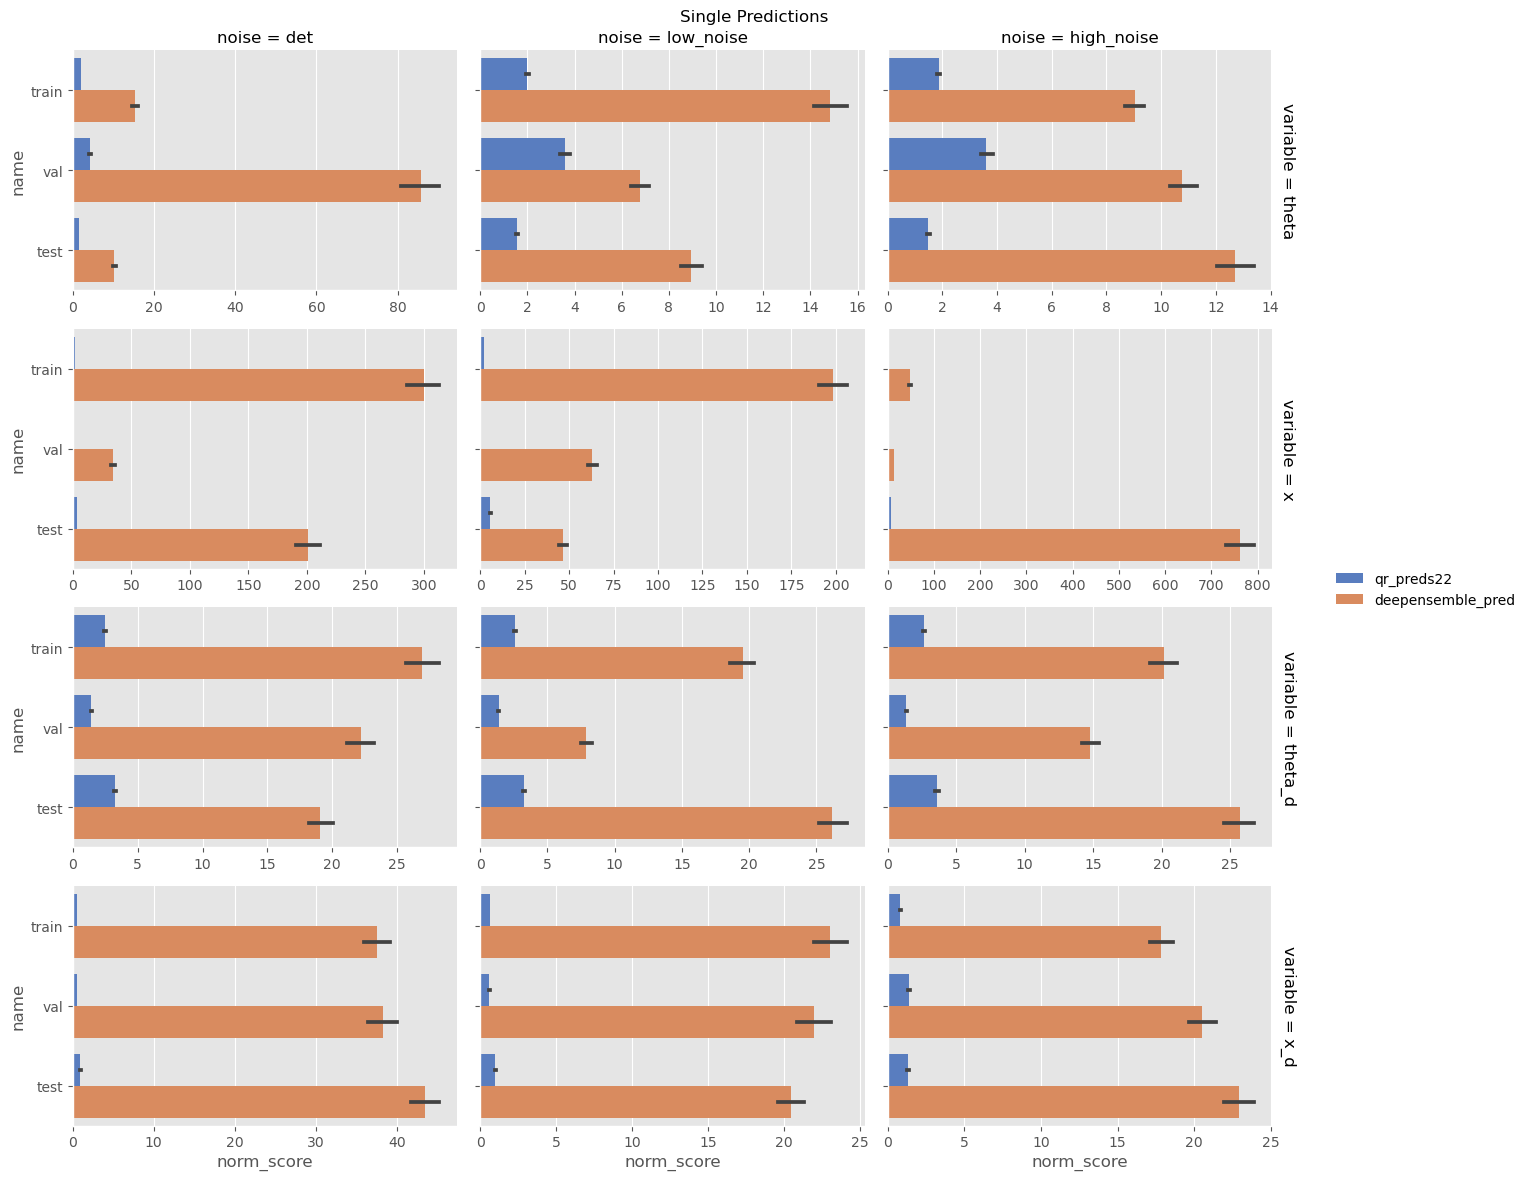 Single Predictions
noise = det
noise = low_noise
noise = high_noise
name
train
val
test
0 20 40 60 80
0 2 4 6 8 10 12 14 16
0 2 4 6 8 10 12 14
variable = theta
name
train
val
test
0 50 100 150 200 250 300
0 25 50 75 100 125 150 175 200
0 100 200 300 400 500 600 700 800
variable = x
qr_preds22
deepensemble_pred
name
train
val
test
0 5 10 15 20 25
0 5 10 15 20 25
0 5 10 15 20 25
variable = theta_d
name
train
val
test
0 10 20 30 40
0 5 10 15 20 25
0 5 10 15 20 25
variable = x_d
norm_score
norm_score
norm_score